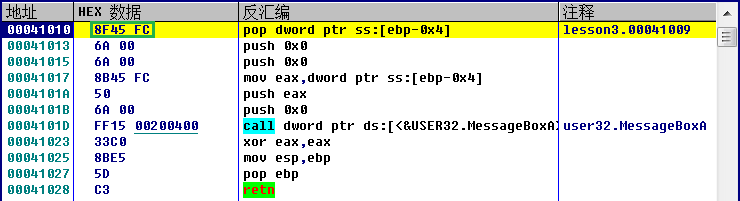 地址 HEX 数据 反汇编 注释
00041010 8F45 FC pop dword ptr ss:[ebp-0x4] lesson3.00041009
00041013 6A 00 push 0x0
00041015 6A 00 push 0x0
00041017 8B45 FC mov eax,dword ptr ss:[ebp-0x4]
0004101A 50 push eax
0004101B 6A 00 push 0x0
0004101D FF15 00200400 call dword ptr ds:[<&USER32.MessageBoxA> user32.MessageBoxA
00041023 33C0 xor eax,eax
00041025 8BE5 mov esp,ebp
00041027 5D pop ebp
00041028 C3 retn